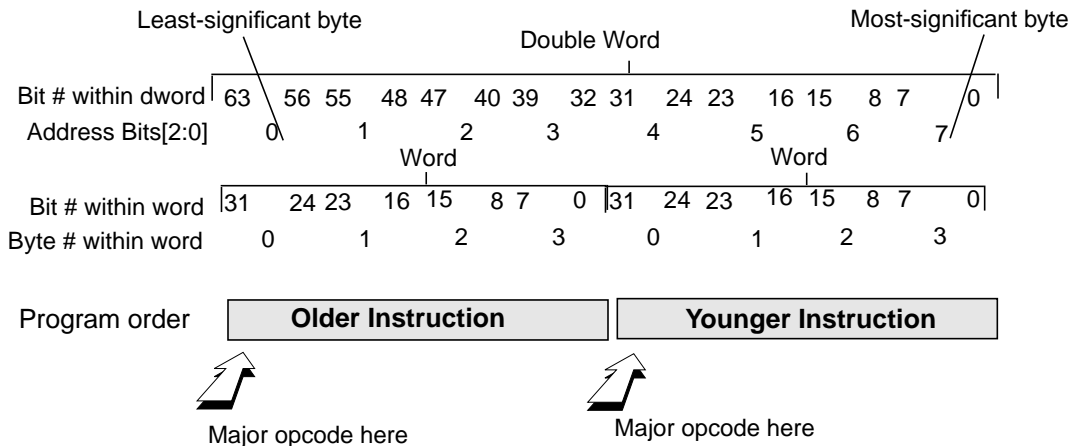 Least-significant byte
Most-significant byte
Double Word
Bit # within dword 63 56 55 48 47 40 39 32 31 24 23 16 15 8 7 0
Address Bits[2:0] 0 1 2 3 4 5 6 7
Word Word
Bit # within word 31 24 23 16 15 8 7 0 31 24 23 16 15 8 7 0
Byte # within word 0 1 2 3 0 1 2 3
Program order Older Instruction Younger Instruction
Major opcode here Major opcode here